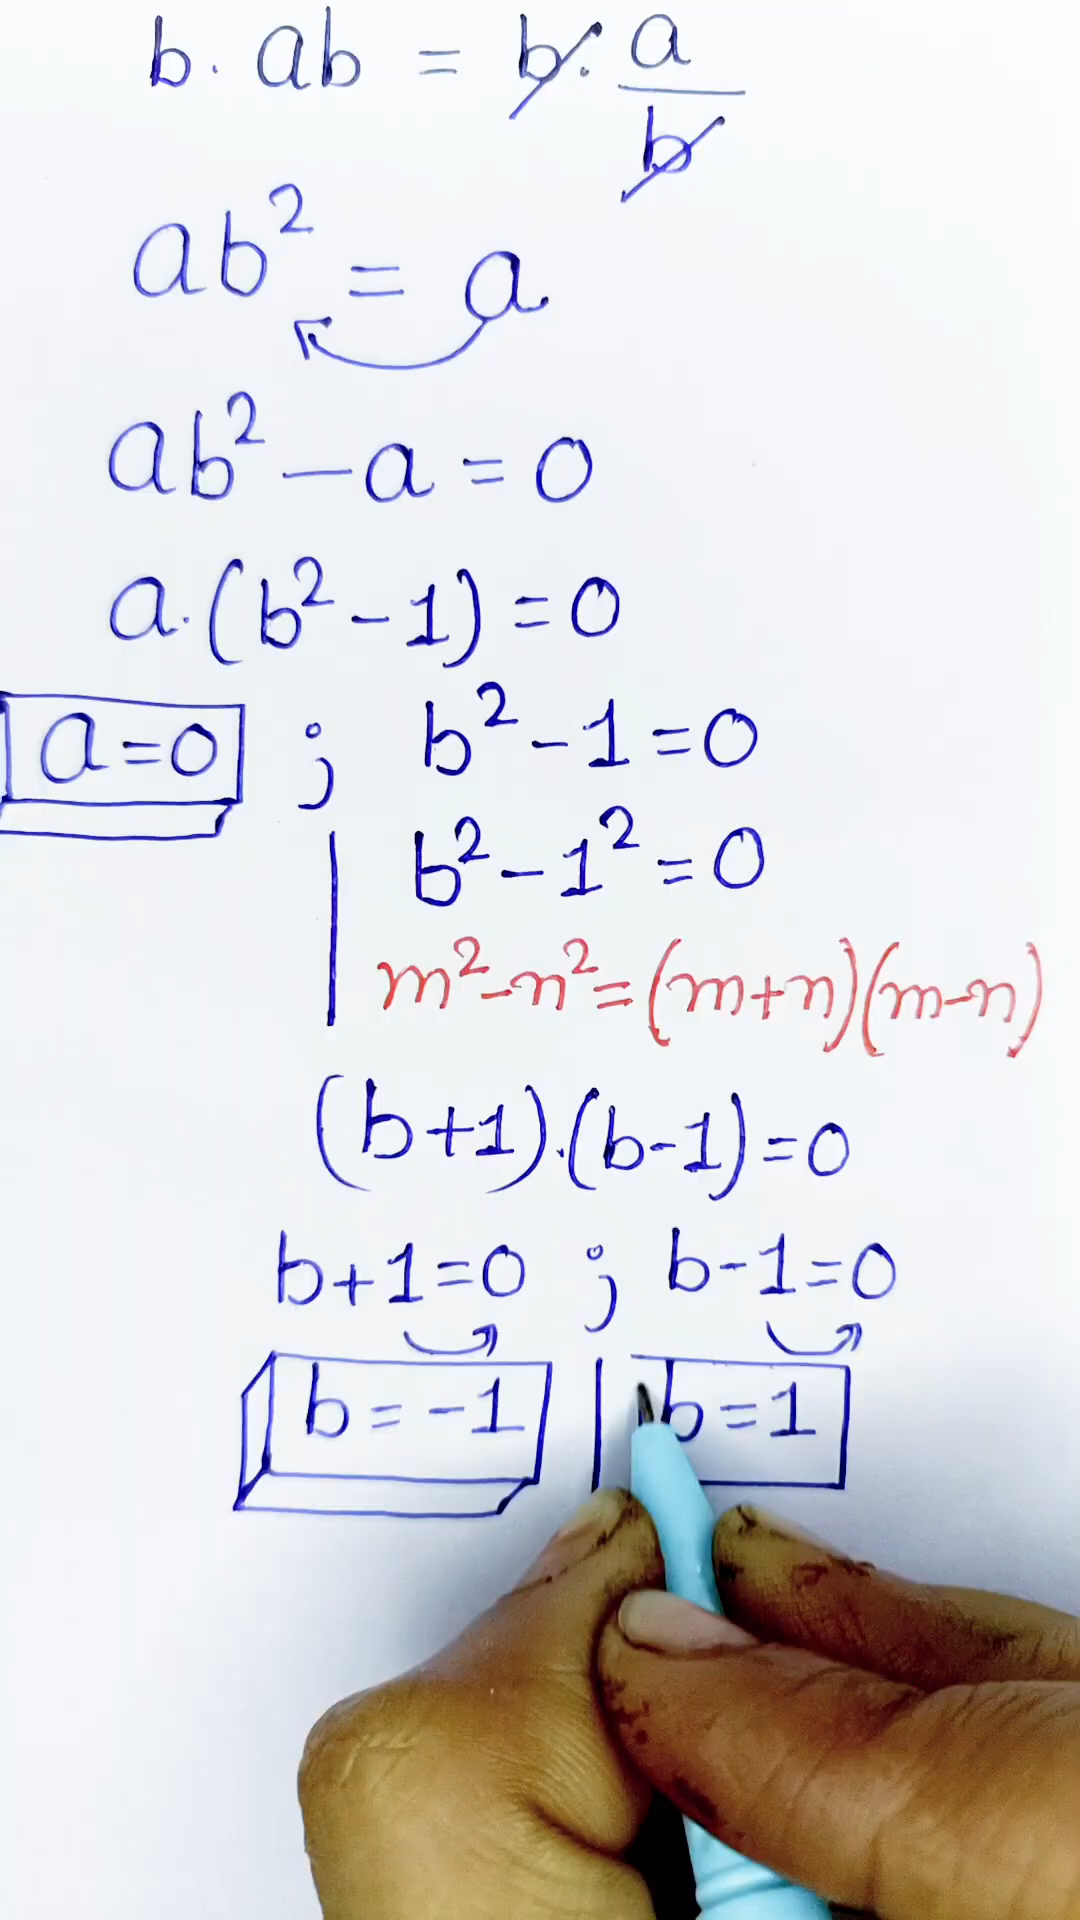 b. ab = b. a/b
ab² = a
ab² - a = 0
a.(b² - 1) = 0
a = 0 ; b² - 1 = 0
b² - 1² = 0
m² - n² = (m+n)(m-n)
(b+1).(b-1) = 0
b+1=0 ; b-1=0
b = -1 b = 1